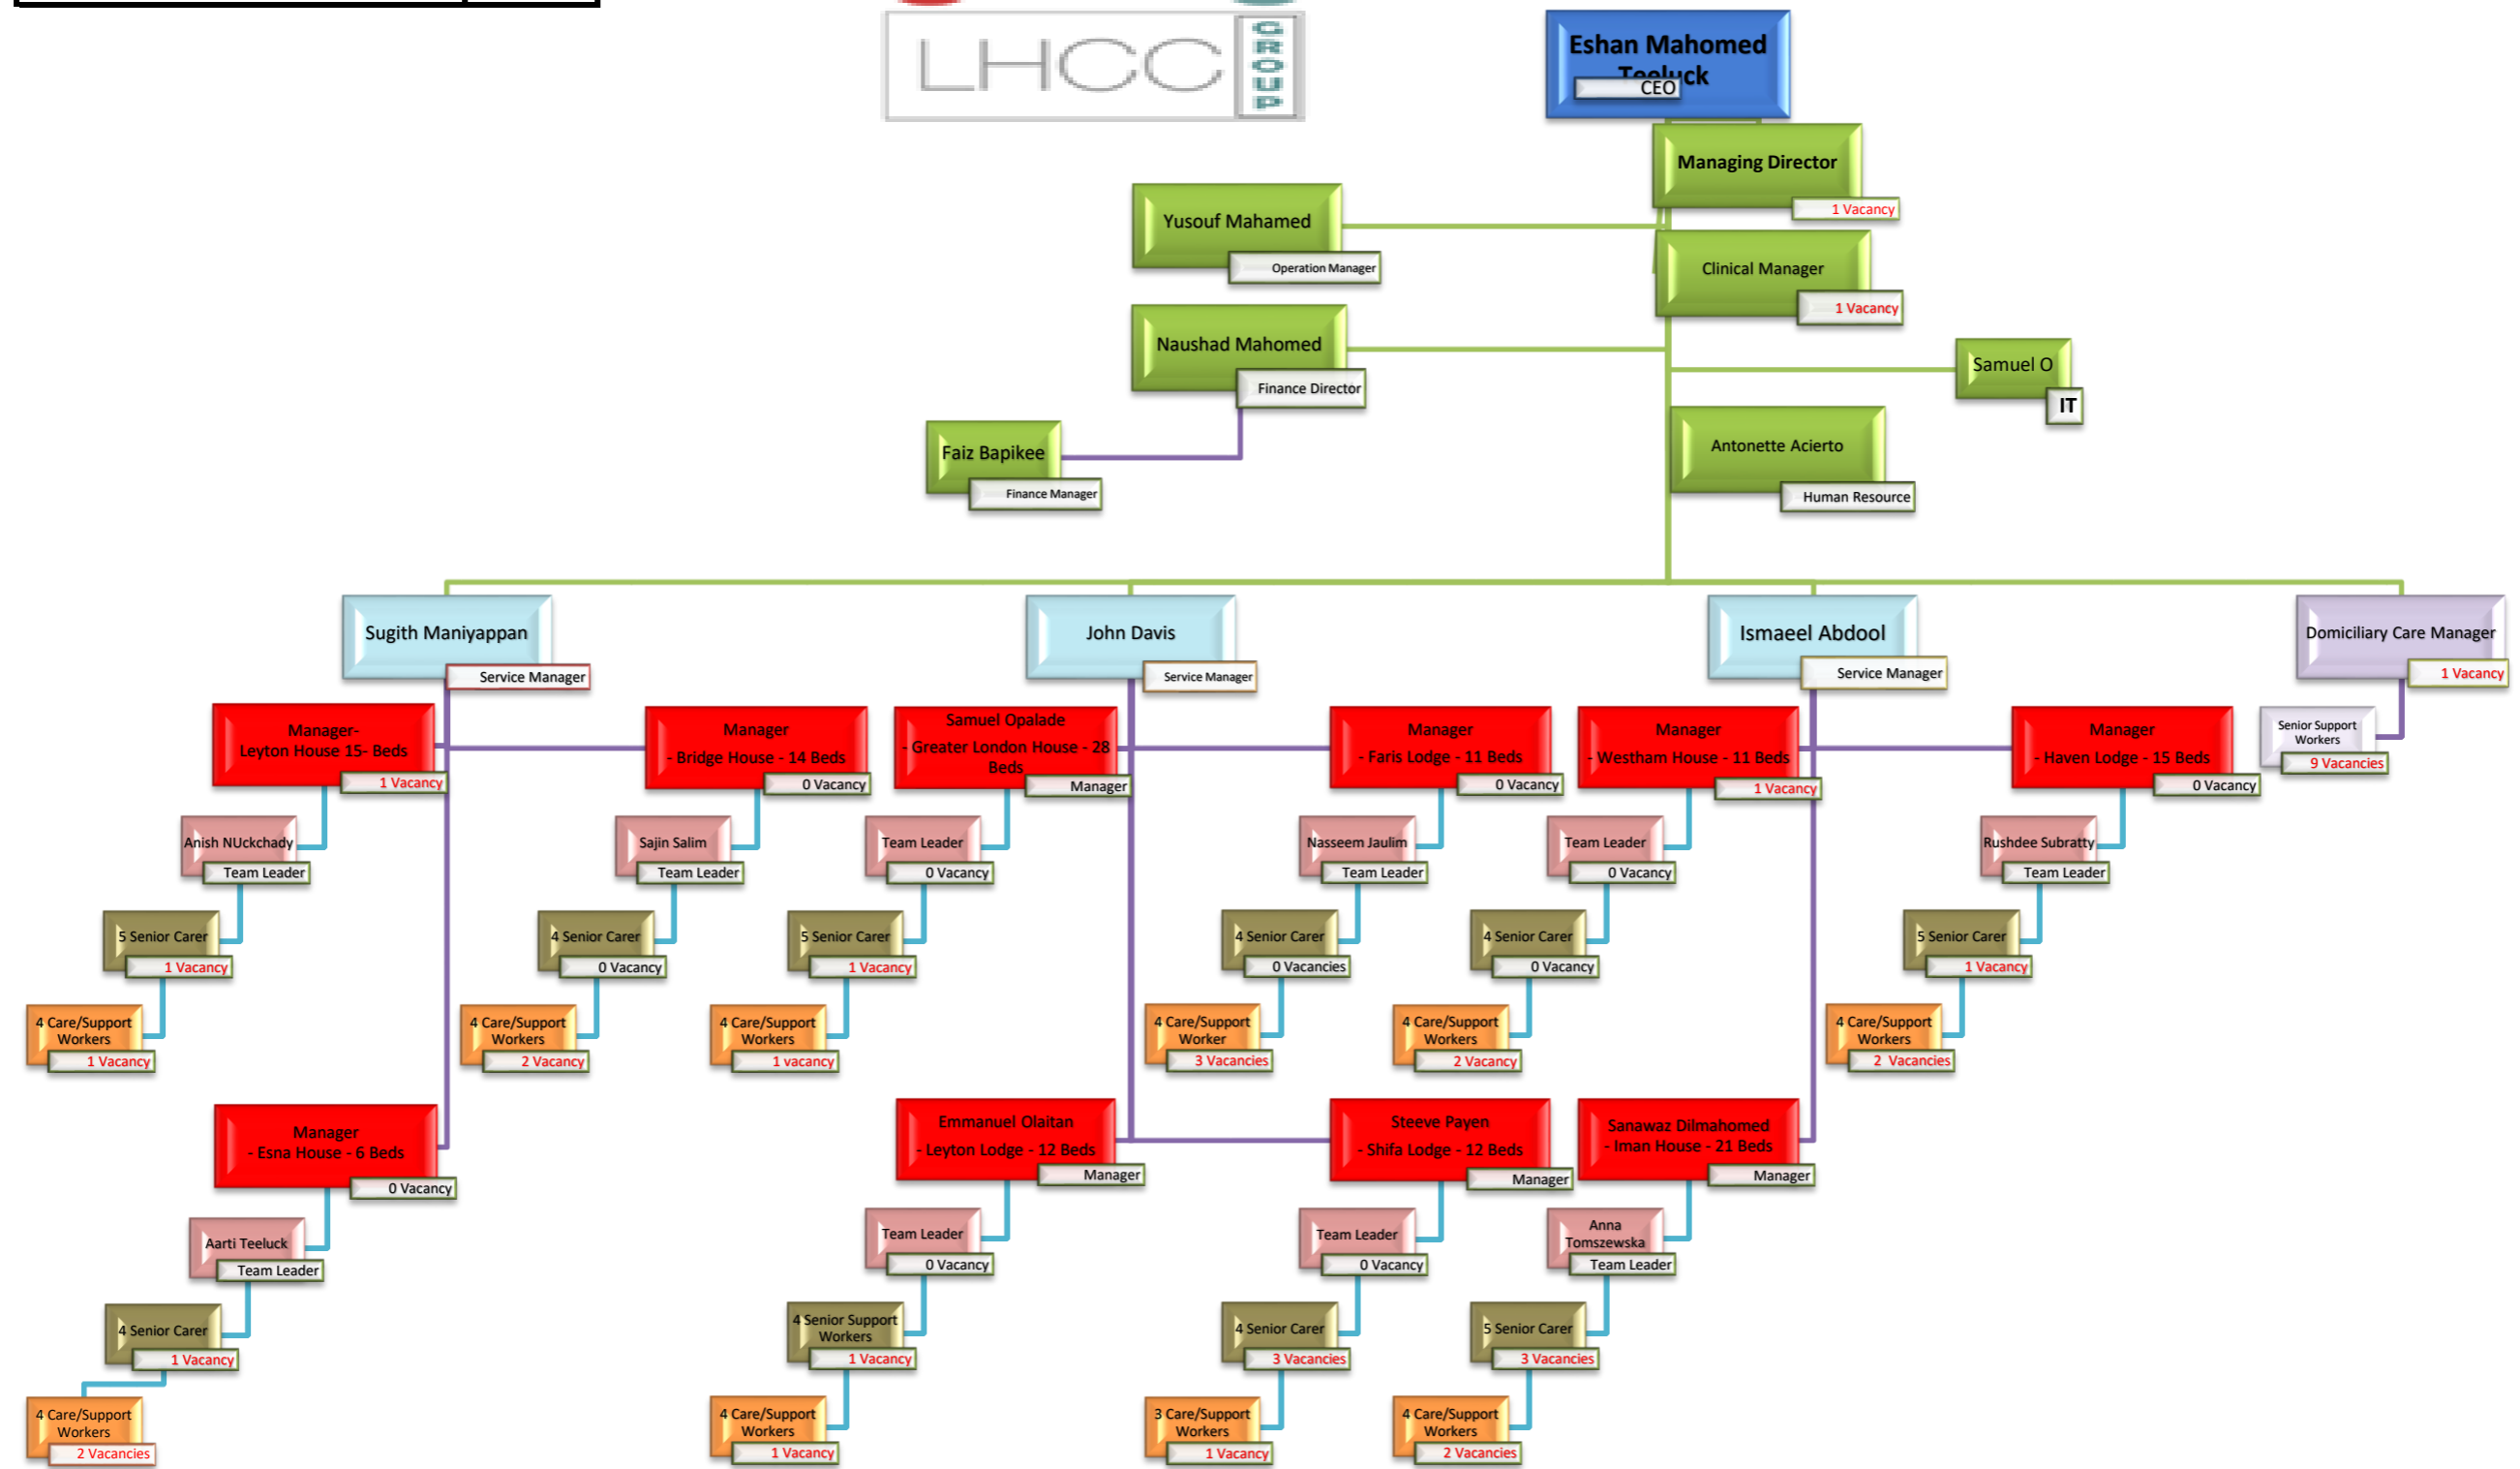 LHCC
GROUP
Eshan Mahomed
Teeluck
CEO
Managing Director
1 Vacancy
Yusouf Mahamed
Operation Manager
Clinical Manager
1 Vacancy
Naushad Mahomed
Finance Director
Samuel O
IT
Faiz Bapikee
Finance Manager
Antonette Acierto
Human Resource
Sugith Maniyappan
Service Manager
John Davis
Service Manager
Ismaeel Abdool
Service Manager
Domiciliary Care Manager
1 Vacancy
Manager-
Leyton House 15- Beds
1 Vacancy
Manager
- Bridge House - 14 Beds
0 Vacancy
Samuel Opalade
- Greater London House - 28
Beds
Manager
Manager
- Faris Lodge - 11 Beds
0 Vacancy
Manager
- Westham House - 11 Beds
1 Vacancy
Manager
- Haven Lodge - 15 Beds
0 Vacancy
Senior Support
Workers
9 Vacancies
Anish NUckchady
Team Leader
Sajin Salim
Team Leader
Team Leader
0 Vacancy
Nasseem Jaulim
Team Leader
Team Leader
0 Vacancy
Rushdee Subratty
Team Leader
5 Senior Carer
1 Vacancy
4 Senior Carer
0 Vacancy
5 Senior Carer
1 Vacancy
4 Senior Carer
0 Vacancies
4 Senior Carer
0 Vacancy
5 Senior Carer
1 Vacancy
4 Care/Support
Workers
1 Vacancy
4 Care/Support
Workers
2 Vacancy
4 Care/Support
Workers
1 vacancy
4 Care/Support
Worker
3 Vacancies
4 Care/Support
Workers
2 Vacancy
4 Care/Support
Workers
2 Vacancies
Manager
- Esna House - 6 Beds
0 Vacancy
Emmanuel Olaitan
- Leyton Lodge - 12 Beds
Manager
Steeve Payen
- Shifa Lodge - 12 Beds
Manager
Sanawaz Dilmahomed
- Iman House - 21 Beds
Manager
Aarti Teeluck
Team Leader
Team Leader
0 Vacancy
Team Leader
0 Vacancy
Anna
Tomszewska
Team Leader
4 Senior Carer
1 Vacancy
4 Senior Support
Workers
1 Vacancy
4 Senior Carer
3 Vacancies
5 Senior Carer
3 Vacancies
4 Care/Support
Workers
2 Vacancies
4 Care/Support
Workers
1 Vacancy
3 Care/Support
Workers
1 Vacancy
4 Care/Support
Workers
2 Vacancies